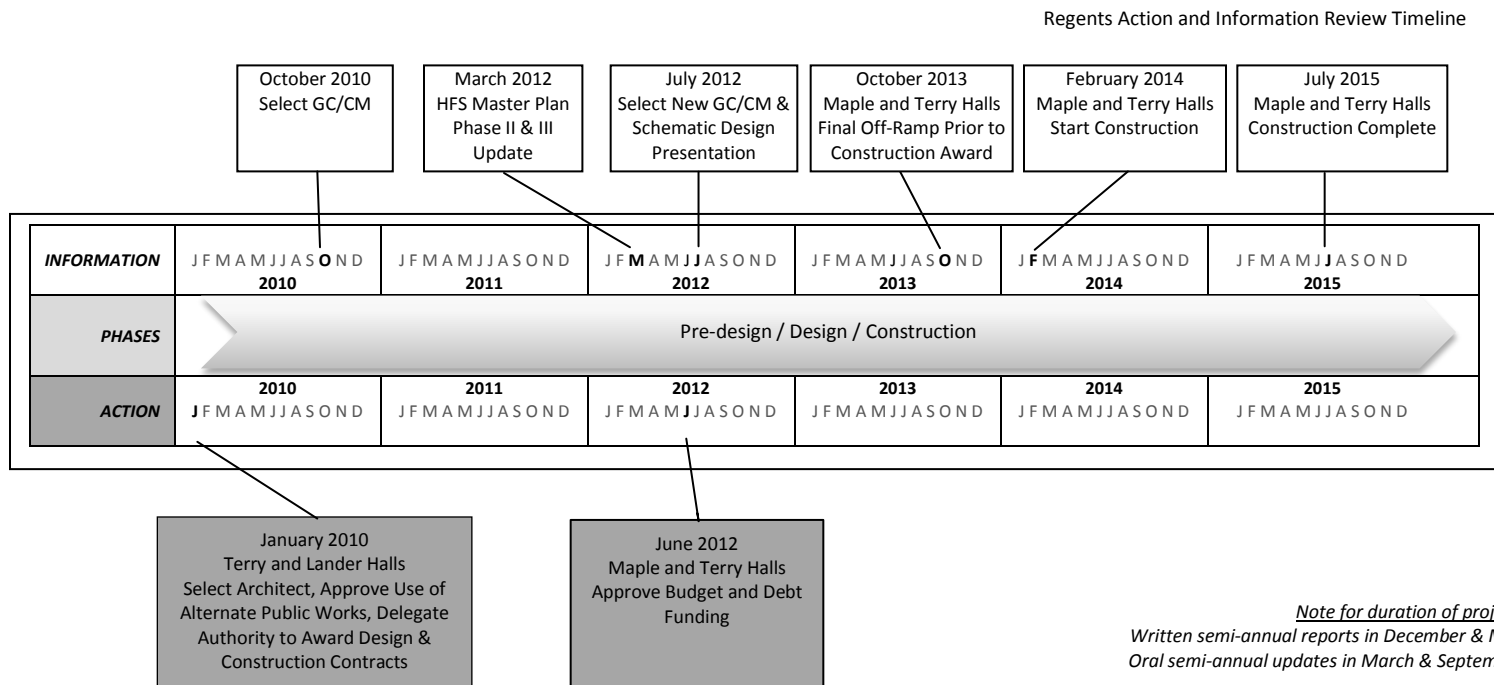 Regents Action and Information Review Timeline
October 2010
Select GC/CM
March 2012
HFS Master Plan
Phase II & III
Update
July 2012
Select New GC/CM &
Schematic Design
Presentation
October 2013
Maple and Terry Halls
Final Off-Ramp Prior to
Construction Award
February 2014
Maple and Terry Halls
Start Construction
July 2015
Maple and Terry Halls
Construction Complete
INFORMATION
J F M A M J J A S O N D
2010
J F M A M J J A S O N D
2011
J F M A M J J A S O N D
2012
J F M A M J J A S O N D
2013
J F M A M J J A S O N D
2014
J F M A M J J A S O N D
2015
PHASES
Pre-design / Design / Construction
ACTION
2010
J F M A M J J A S O N D
2011
J F M A M J J A S O N D
2012
J F M A M J J A S O N D
2013
J F M A M J J A S O N D
2014
J F M A M J J A S O N D
2015
J F M A M J J A S O N D
January 2010
Terry and Lander Halls
Select Architect, Approve Use of
Alternate Public Works, Delegate
Authority to Award Design &
Construction Contracts
June 2012
Maple and Terry Halls
Approve Budget and Debt
Funding
Note for duration of
Written semi-annual reports in December &
Oral semi-annual updates in March &